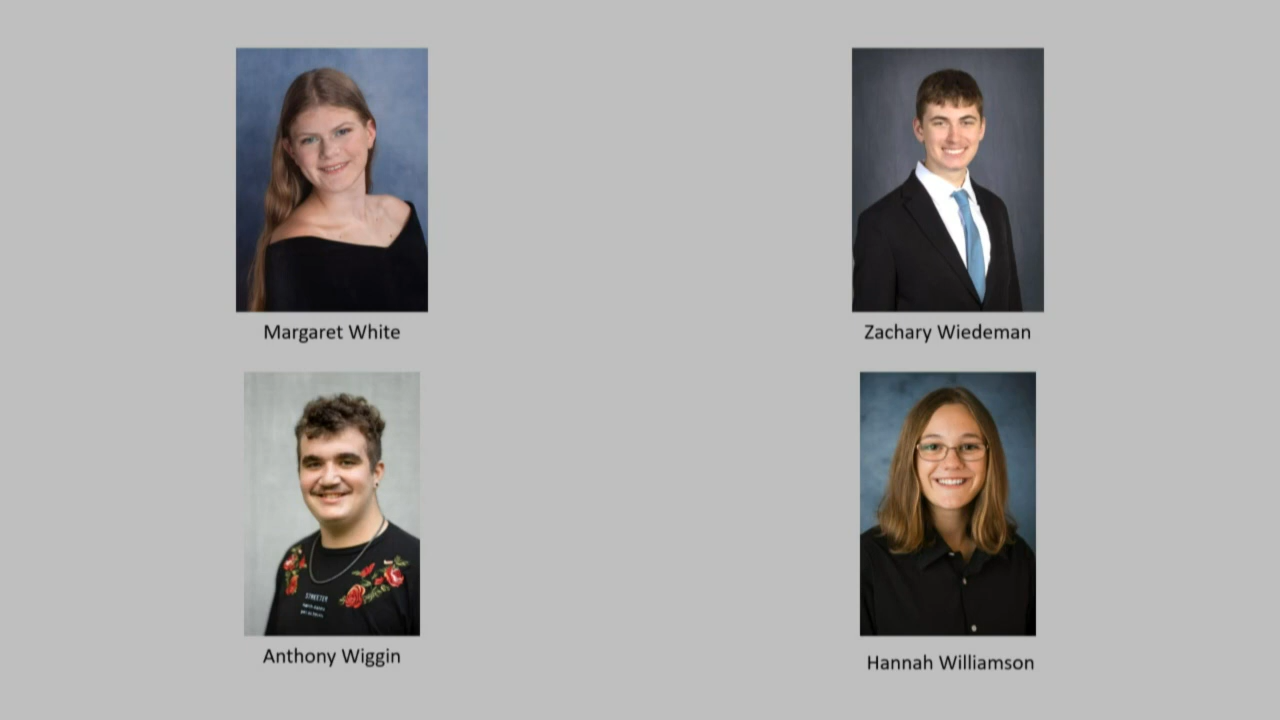 Margaret White
Zachary Wiedeman
Anthony Wiggin
Hannah Williamson